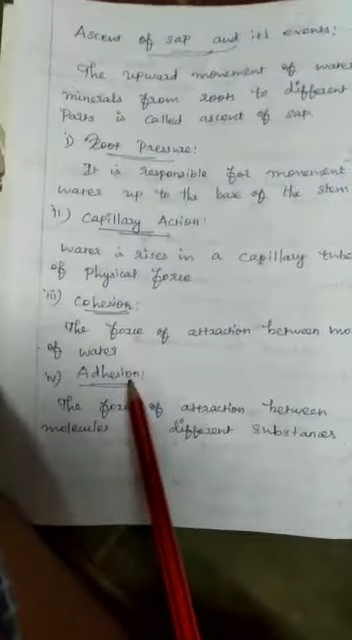 Ascent of sap and its events:
The upward movement of water
minerals from roots to different
Parts is called ascent of sap.
i) Root Pressure:
It is responsible for movement
water up to the base of the stem
ii) Capillary Action:
water is rises in a capillary tube
of physical force
iii) Cohesion:
The force of attraction between mo
of water
iv) Adhesion:
The of attraction between
molecules different substances